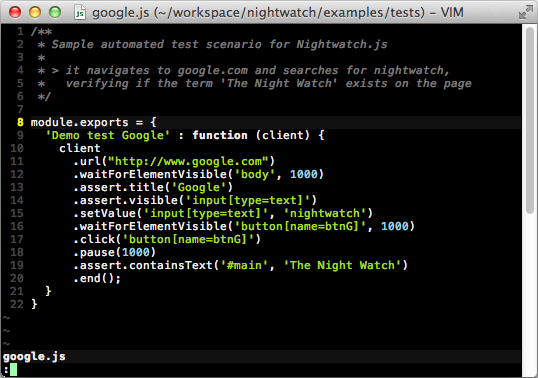 google.js (~/workspace/nightwatch/examples/tests) – VIM
1 /**
2  * Sample automated test scenario for Nightwatch.js
3  *
4  * > it navigates to google.com and searches for nightwatch,
5  *   verifying if the term 'The Night Watch' exists on the page
6  */
7
8 module.exports = {
9   'Demo test Google' : function (client) {
10     client
11       .url("http://www.google.com")
12       .waitForElementVisible('body', 1000)
13       .assert.title('Google')
14       .assert.visible('input[type=text]')
15       .setValue('input[type=text]', 'nightwatch')
16       .waitForElementVisible('button[name=btnG]', 1000)
17       .click('button[name=btnG]')
18       .pause(1000)
19       .assert.containsText('#main', 'The Night Watch')
20       .end();
21   }
22 }
~
~
~
google.js
: